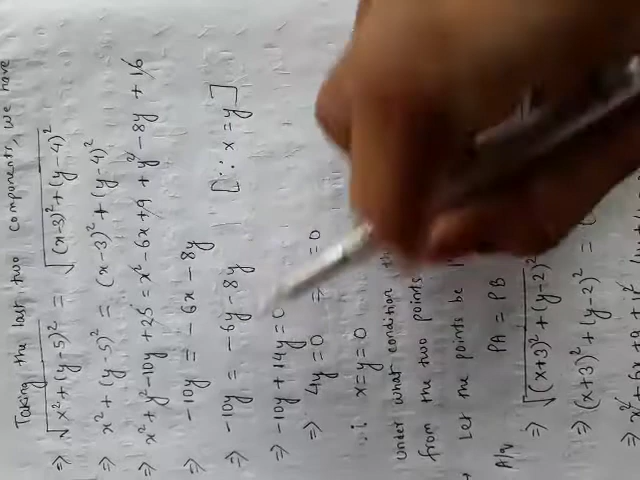 Taking the last two components, we have
⇒ √x²+(y-5)² = √(x-3)²+(y-4)²
⇒ x²+(y-5)² = (x-3)²+(y-4)²
⇒ x²+y²-10y+25 = x²-6x+9+y²-8y+16
⇒ -10y = -6x-8y
⇒ -10y = -6y-8y [∵ x=y]
⇒ -10y+14y=0
⇒ 4y=0 =0
∴ x=y=0
under what condition
from the two points
Let the points be
A/q PA = PB
⇒ √(x+3)²+(y-2)²
⇒ (x+3)²+(y-2)² =